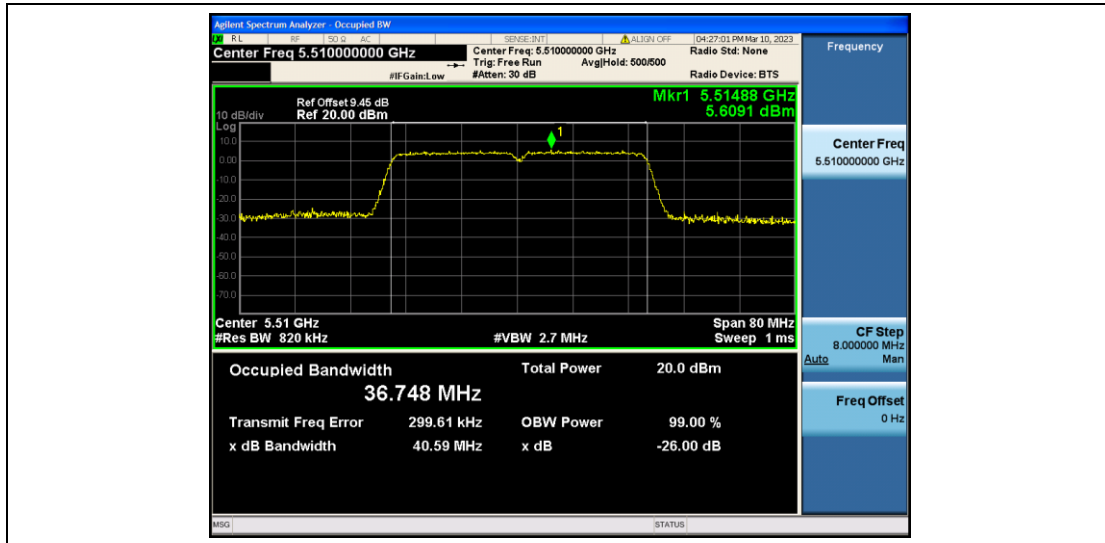 Agilent Spectrum Analyzer - Occupied BW
RL RF 50 Ω AC SENSE:INT ALIGN OFF 04:27:01 PM Mar 10, 2023
Center Freq 5.510000000 GHz Center Freq: 5.510000000 GHz Radio Std: None
Trig: Free Run Avg|Hold: 500/500
#IFGain:Low #Atten: 30 dB Radio Device: BTS
Frequency
Ref Offset 9.45 dB Mkr1 5.51488 GHz
10 dB/div Ref 20.00 dBm 5.6091 dBm
Log
10.0
0.00
-10.0
-20.0
-30.0
-40.0
-50.0
-60.0
-70.0
1
Center 5.51 GHz Span 80 MHz
#Res BW 820 kHz #VBW 2.7 MHz Sweep 1 ms
Occupied Bandwidth Total Power 20.0 dBm
36.748 MHz
Transmit Freq Error 299.61 kHz OBW Power 99.00 %
x dB Bandwidth 40.59 MHz x dB -26.00 dB
Center Freq
5.510000000 GHz
CF Step
8.000000 MHz
Auto Man
Freq Offset
0 Hz
MSG STATUS